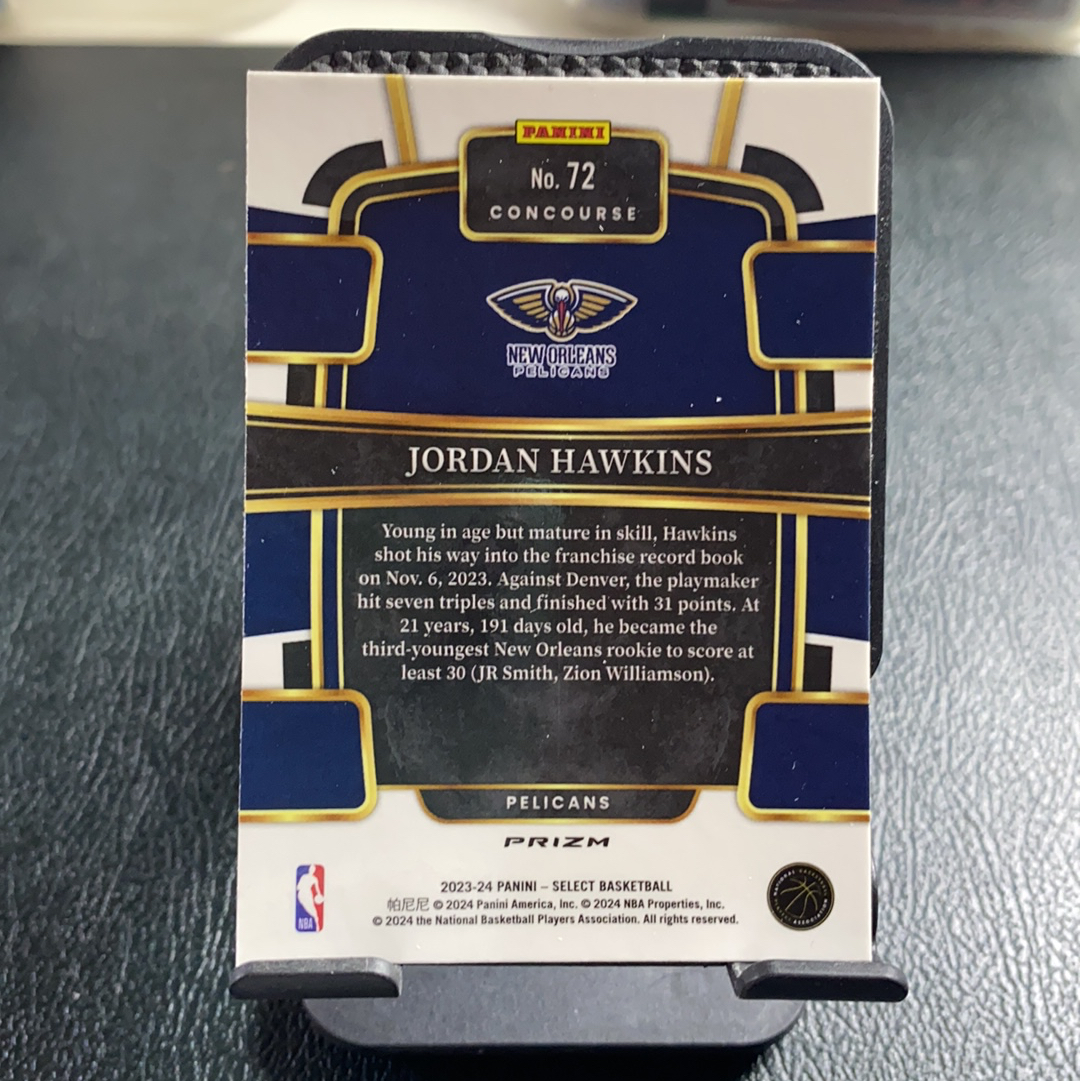 PANINI
No. 72
CONCOURSE
NEW ORLEANS
PELICANS
JORDAN HAWKINS
Young in age but mature in skill, Hawkins
shot his way into the franchise record book
on Nov. 6, 2023. Against Denver, the playmaker
hit seven triples and finished with 31 points. At
21 years, 191 days old, he became the
third-youngest New Orleans rookie to score at
least 30 (JR Smith, Zion Williamson).
PELICANS
PRIZM
2023-24 PANINI – SELECT BASKETBALL
帕尼尼 © 2024 Panini America, Inc. © 2024 NBA Properties, Inc.
© 2024 the National Basketball Players Association. All rights reserved.
NBA
NATIONAL BASKETBALL PLAYERS ASSOCIATION